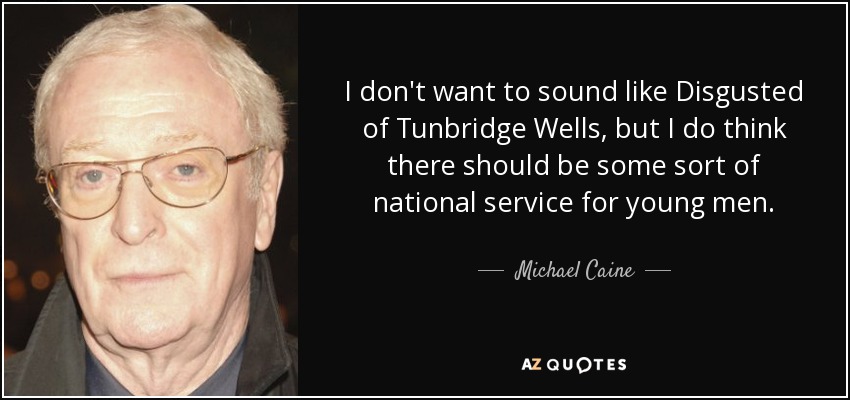 I don't want to sound like Disgusted
of Tunbridge Wells, but I do think
there should be some sort of
national service for young men.
Michael Caine
AZ QUOTES